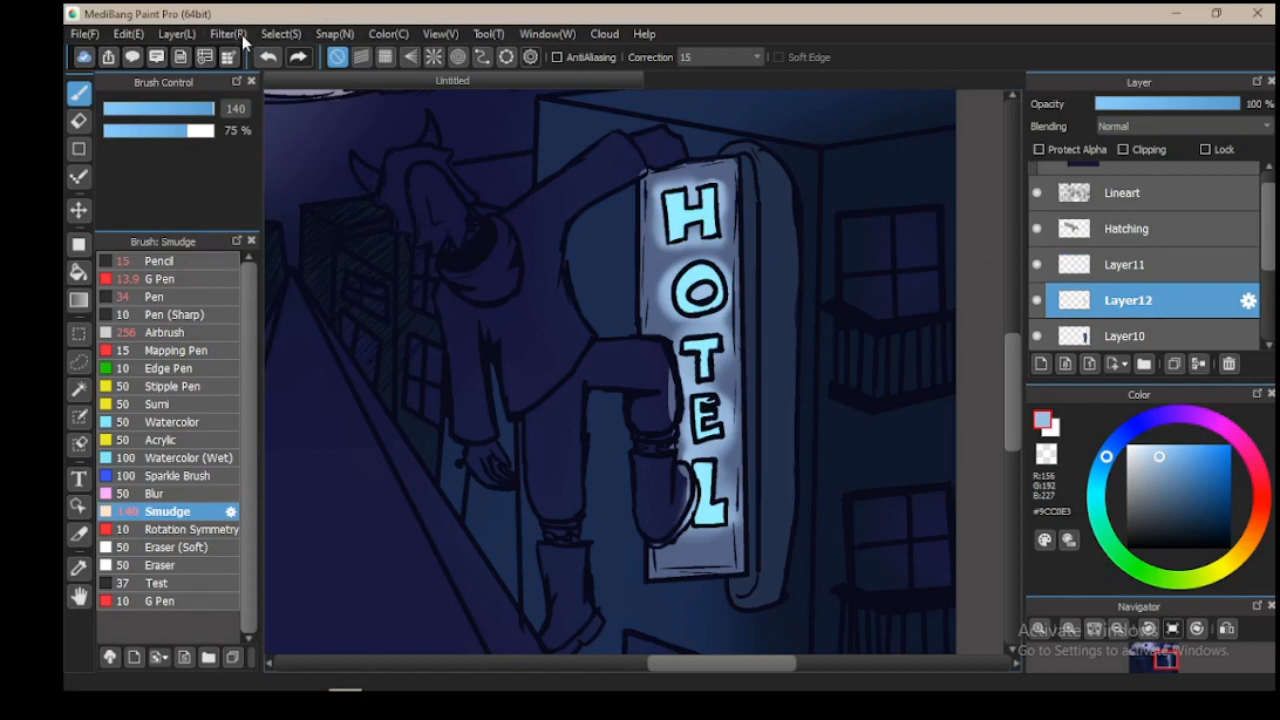 MediBang Paint Pro (64bit)
File(F) Edit(E) Layer(L) Filter(R) Select(S) Snap(N) Color(C) View(V) Tool(T) Window(W) Cloud Help
AntiAliasing Correction 15 Soft Edge
Brush Control
140
75 %
Brush: Smudge
15 Pencil
13.9 G Pen
34 Pen
10 Pen (Sharp)
256 Airbrush
15 Mapping Pen
10 Edge Pen
50 Stipple Pen
50 Sumi
50 Watercolor
50 Acrylic
100 Watercolor (Wet)
100 Sparkle Brush
50 Blur
140 Smudge
10 Rotation Symmetry
50 Eraser (Soft)
50 Eraser
37 Test
10 G Pen
Untitled
HOTEL
Layer
Opacity 100 %
Blending Normal
Protect Alpha Clipping Lock
Lineart
Hatching
Layer11
Layer12
Layer10
Color
R:156
G:192
B:227
#9CC0E3
Navigator
Activate Windows
Go to Settings to activate Windows.